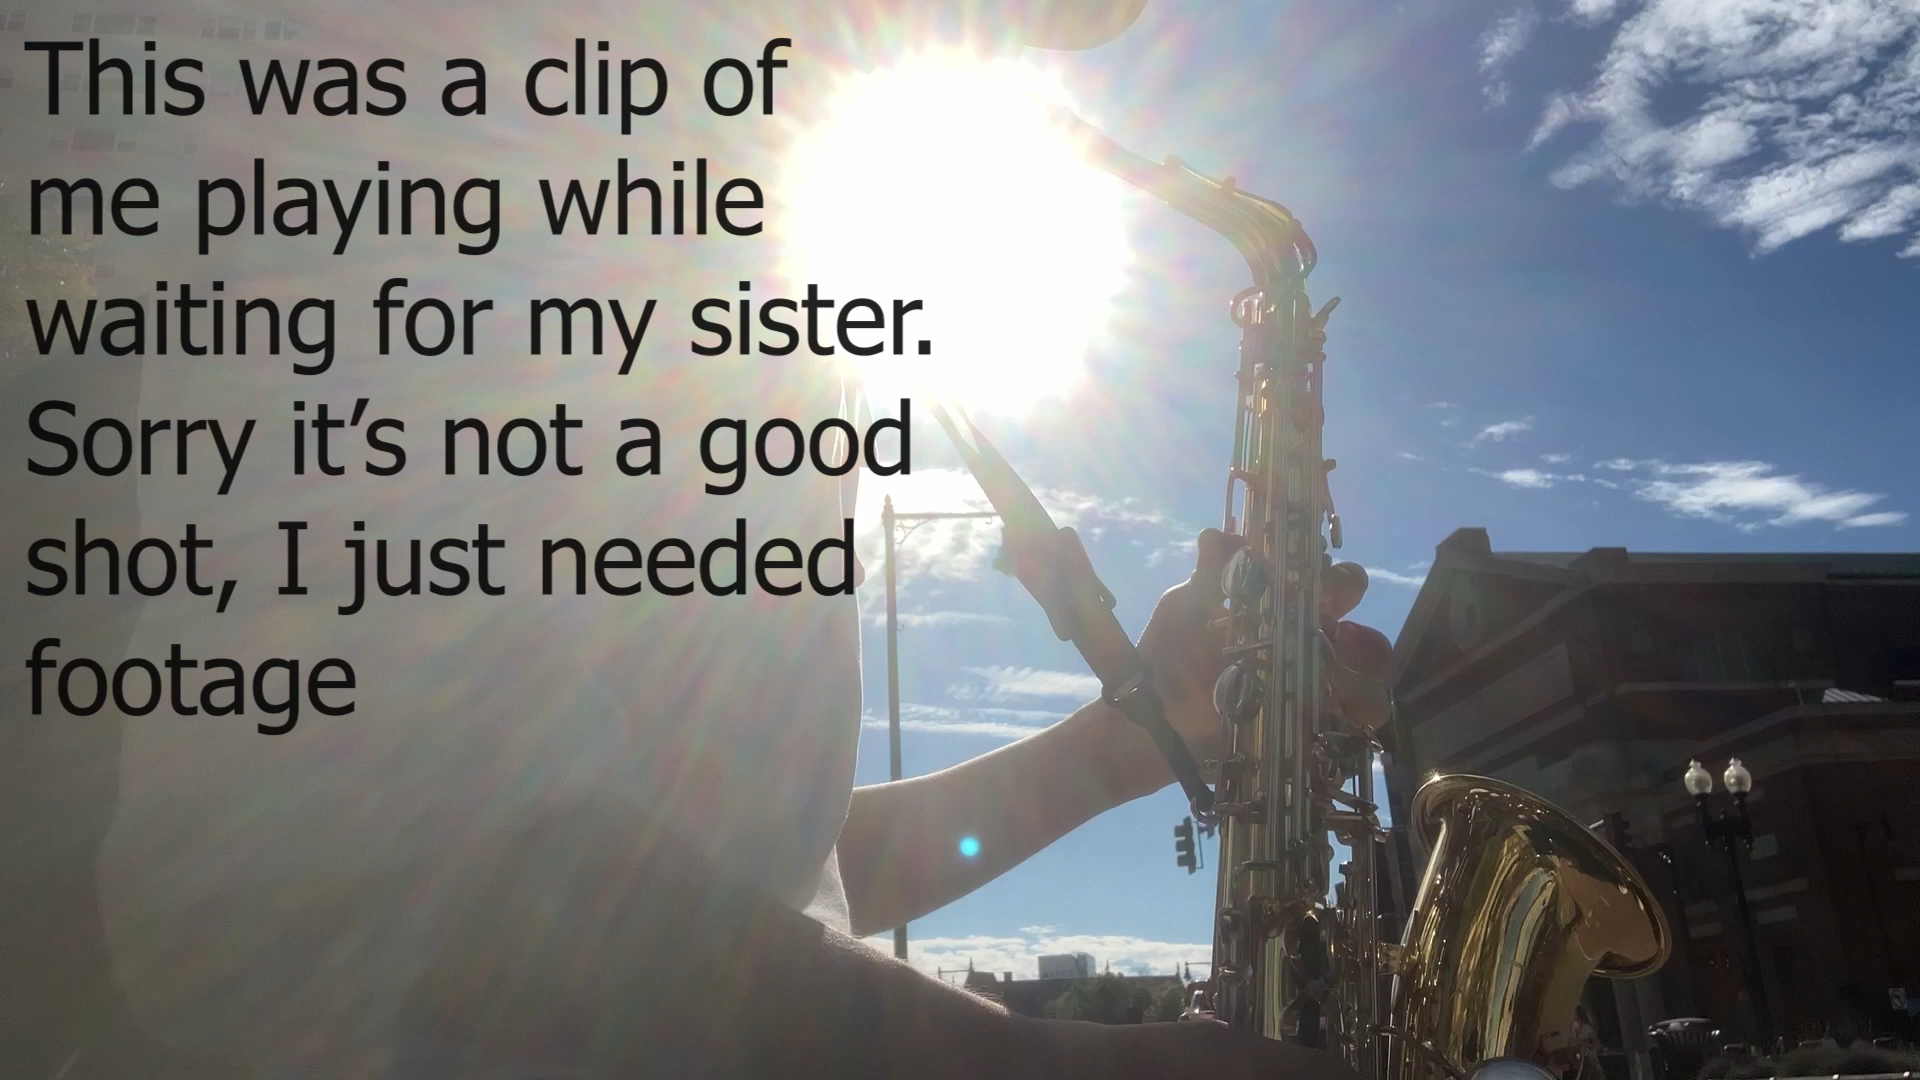 This was a clip of
me playing while
waiting for my sister.
Sorry it’s not a good
shot, I just needed
footage